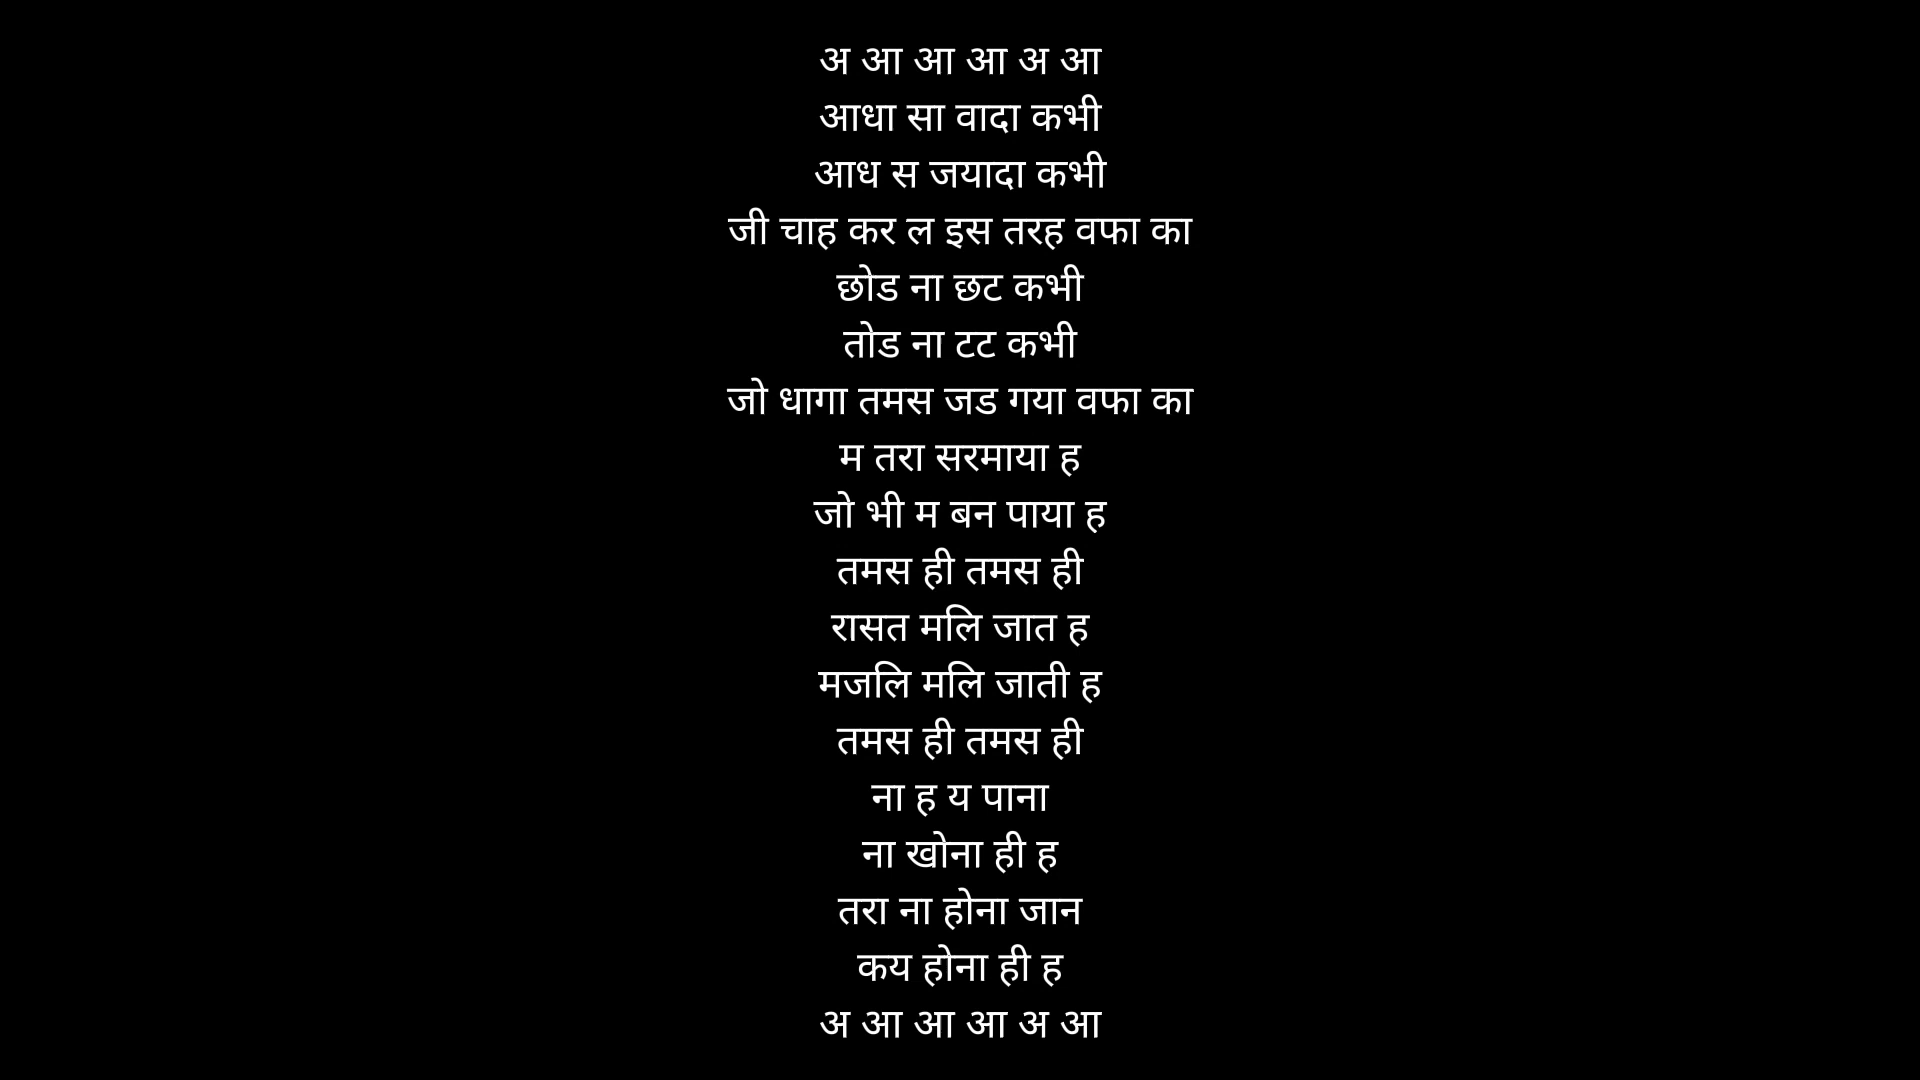 अ आ आ आ अ आ
आधा सा वादा कभी
आध स जयादा कभी
जी चाह कर ल इस तरह वफा का
छोड ना छट कभी
तोड ना टट कभी
जो धागा तमस जड गया वफा का
म तरा सरमाया ह
जो भी म बन पाया ह
तमस ही तमस ही
रासत मलि जात ह
मजलि मलि जाती ह
तमस ही तमस ही
ना ह य पाना
ना खोना ही ह
तरा ना होना जान
कय होना ही ह
अ आ आ आ अ आ